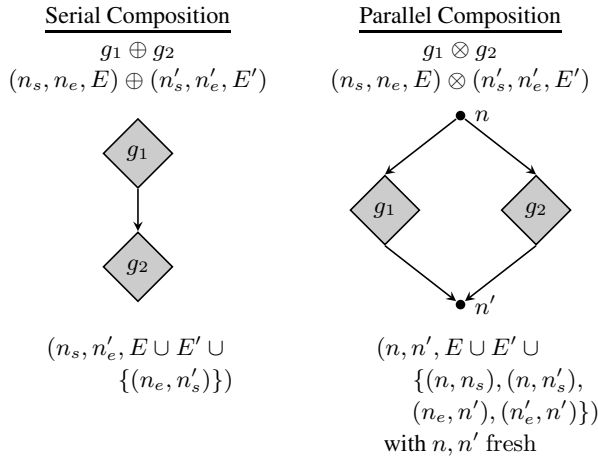 Serial Composition
g₁ ⊕ g₂
(nₛ, nₑ, E) ⊕ (n′ₛ, n′ₑ, E′)
g₁
g₂
(nₛ, n′ₑ, E ∪ E′ ∪
{(nₑ, n′ₛ)})
Parallel Composition
g₁ ⊗ g₂
(nₛ, nₑ, E) ⊗ (n′ₛ, n′ₑ, E′)
n
g₁
g₂
n′
(n, n′, E ∪ E′ ∪
{(n, nₛ), (n, n′ₛ),
(nₑ, n′), (n′ₑ, n′)})
with n, n′ fresh